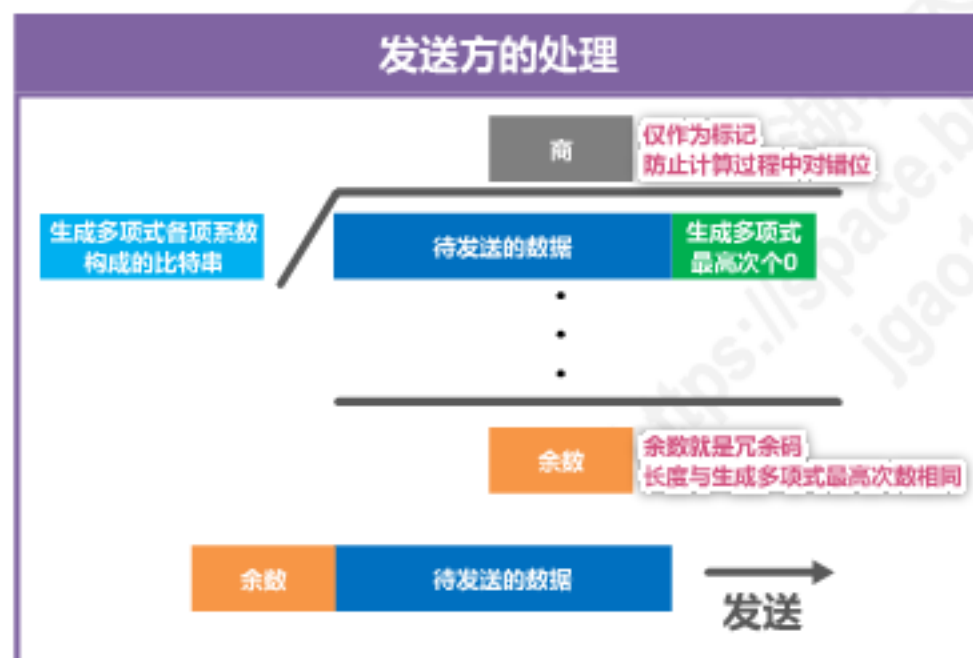 发送方的处理
商
仅作为标记
防止计算过程中对错位
生成多项式各项系数
构成的比特串
待发送的数据
生成多项式
最高次个0
余数
余数就是冗余码
长度与生成多项式最高次数相同
余数
待发送的数据
发送